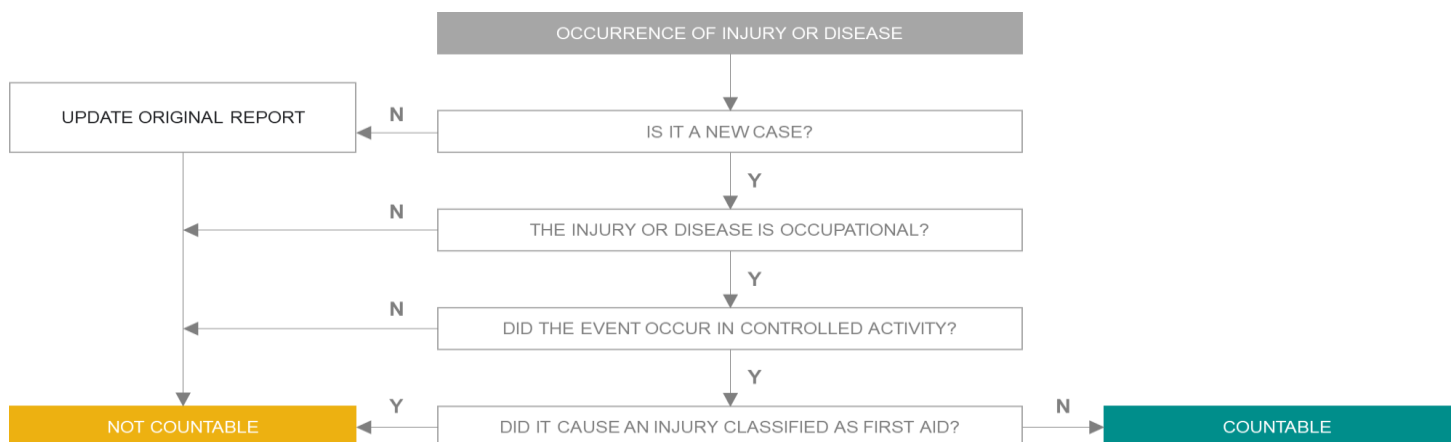 OCCURRENCE OF INJURY OR DISEASE
UPDATE ORIGINAL REPORT
N
IS IT A NEW CASE?
Y
N
THE INJURY OR DISEASE IS OCCUPATIONAL?
Y
N
DID THE EVENT OCCUR IN CONTROLLED ACTIVITY?
Y
NOT COUNTABLE
Y
DID IT CAUSE AN INJURY CLASSIFIED AS FIRST AID?
N
COUNTABLE